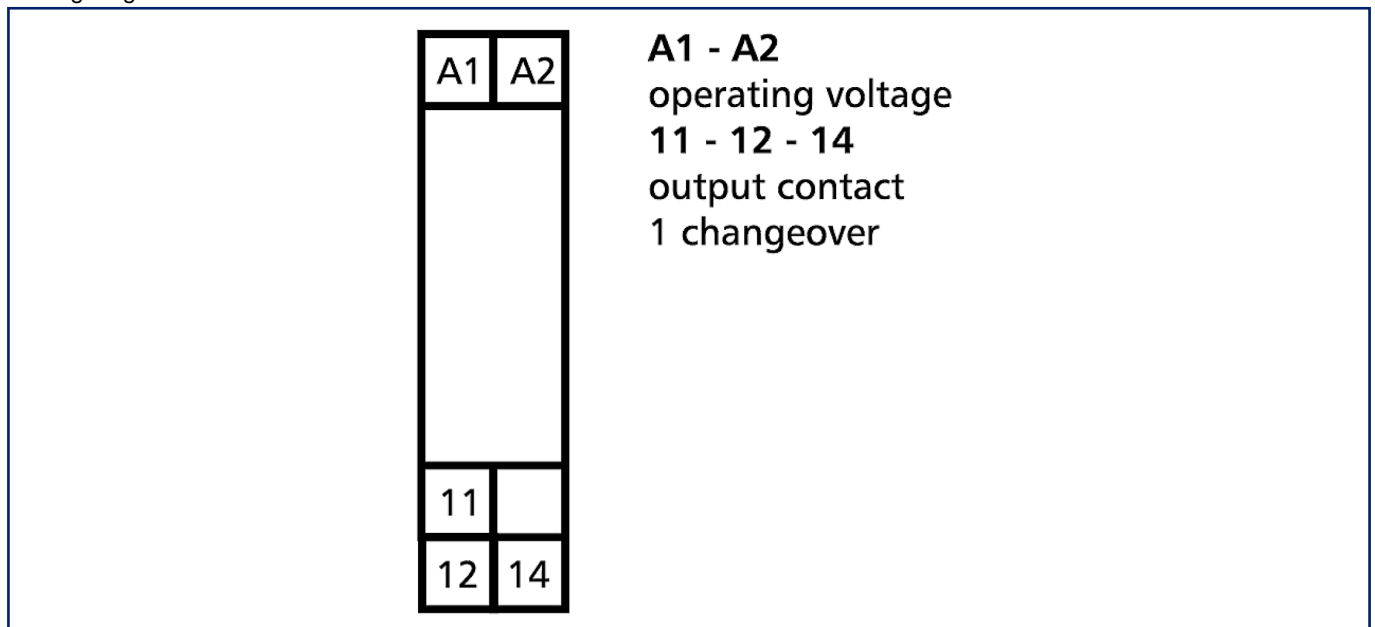 A1 A2
A1 - A2
operating voltage
11 - 12 - 14
output contact
1 changeover
11
12 14